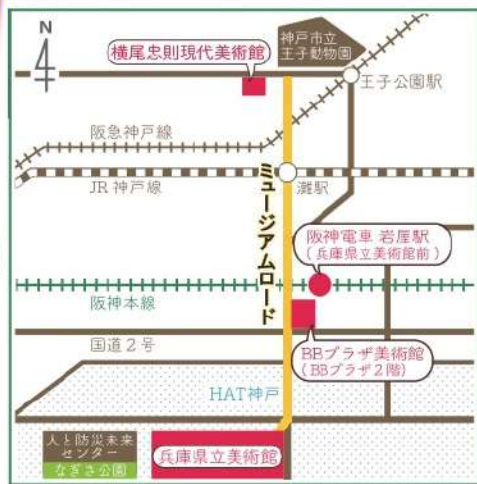 N
神戸市立
王子動物園
横尾忠則現代美術館
王子公園駅
阪急神戸線
JR 神戸線
灘駅
ミュージアムロード
阪神電車 岩屋駅
(兵庫県立美術館前)
阪神本線
国道2号
BBプラザ美術館
(BBプラザ2階)
HAT神戸
人と防災未来
センター
なぎさ公園
兵庫県立美術館